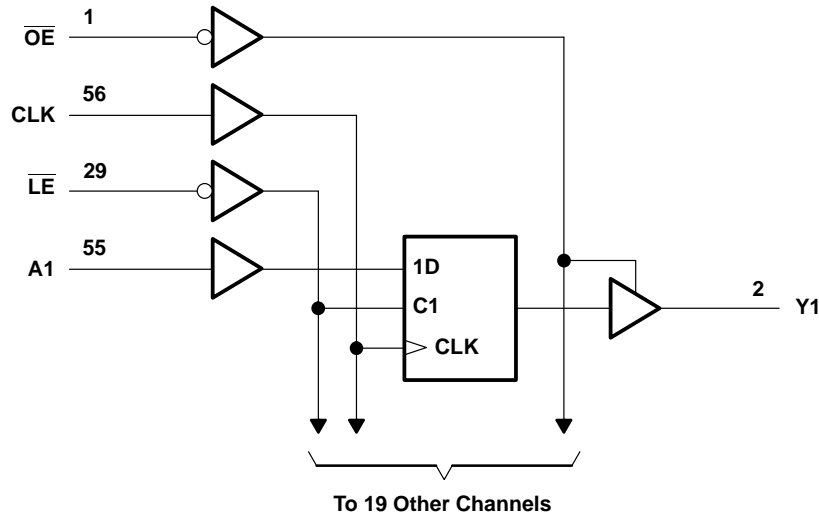 OE 1
CLK 56
LE 29
A1 55
1D
C1
CLK
2 Y1
To 19 Other Channels